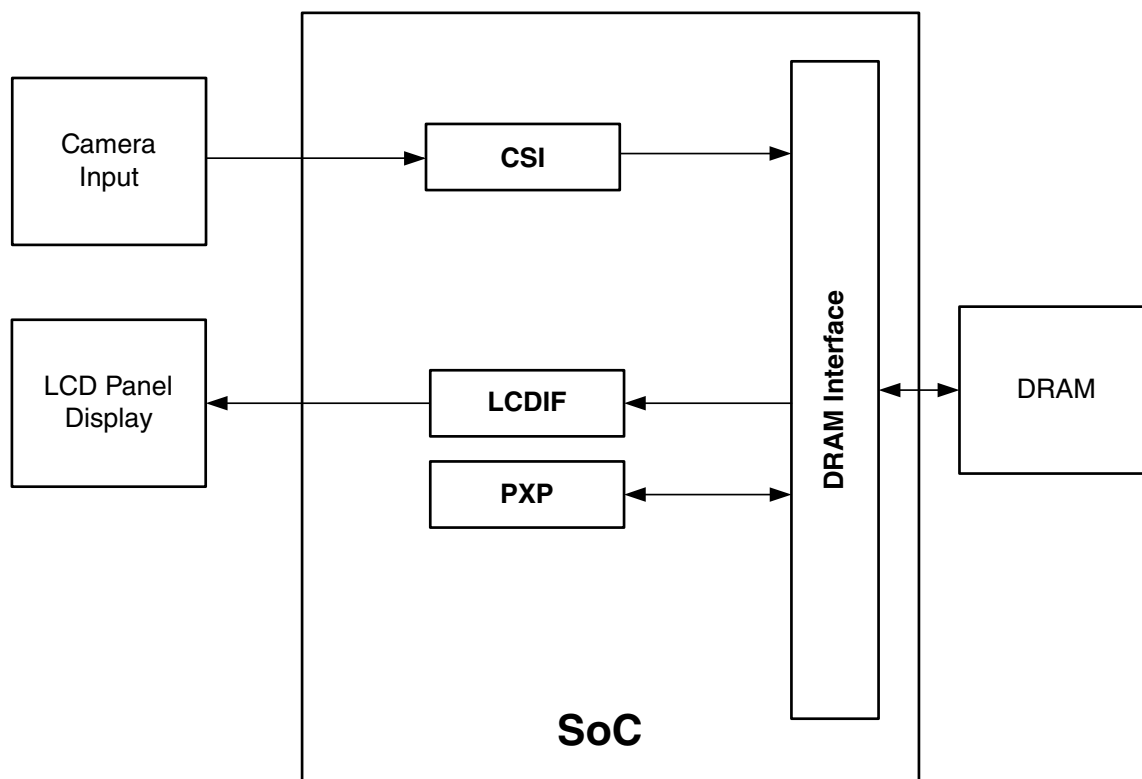 Camera
Input
CSI
LCD Panel
Display
LCDIF
PXP
DRAM Interface
DRAM
SoC